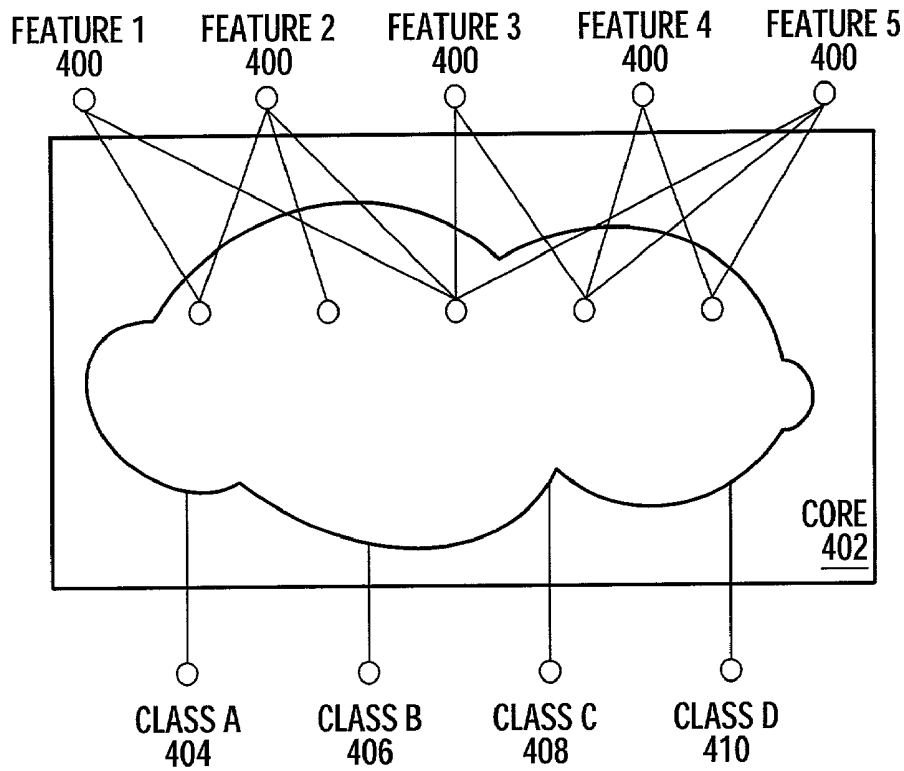 FEATURE 1
400
FEATURE 2
400
FEATURE 3
400
FEATURE 4
400
FEATURE 5
400
CORE
402
CLASS A
404
CLASS B
406
CLASS C
408
CLASS D
410